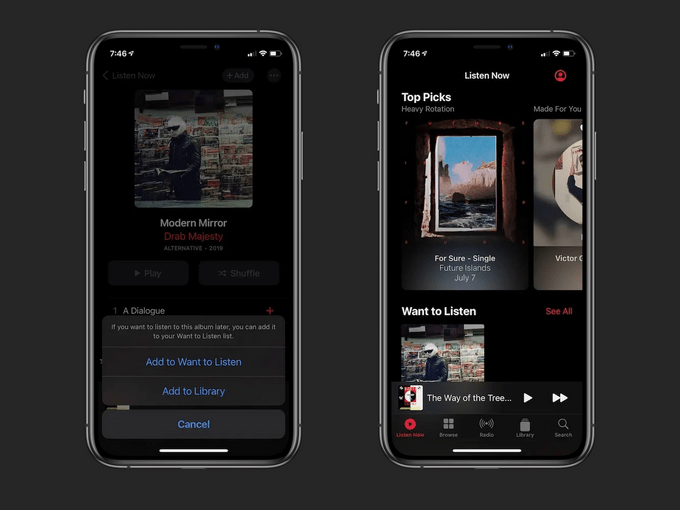 7:46
Listen Now
+ Add
Modern Mirror
Drab Majesty
ALTERNATIVE • 2019
Play
Shuffle
1 A Dialogue +
If you want to listen to this album later, you can add it
to your Want to Listen list.
Add to Want to Listen
Add to Library
Cancel
7:46
Listen Now
Top Picks
Heavy Rotation
Made For You
For Sure - Single
Future Islands
July 7
Victor
Want to Listen
See All
The Way of the Tree...
Listen Now
Browse
Radio
Library
Search